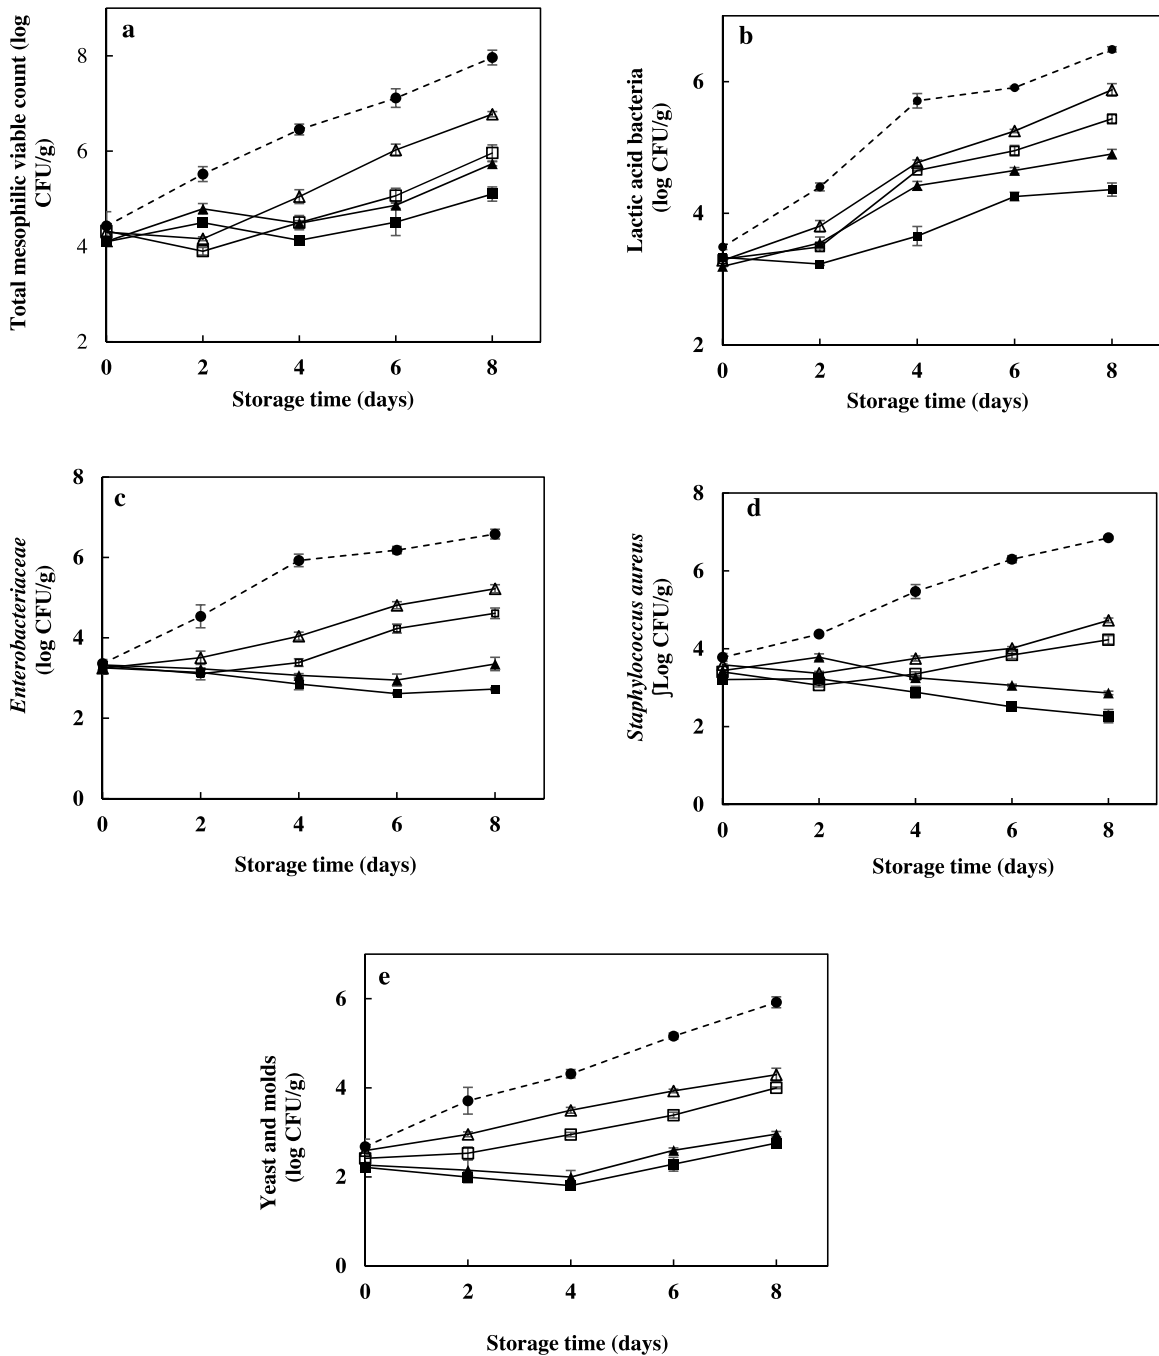 a
Total mesophilic viable count (log
CFU/g)
8
6
4
2
0 2 4 6 8
Storage time (days)
b
Lactic acid bacteria
(log CFU/g)
6
4
2
0 2 4 6 8
Storage time (days)
c
Enterobacteriaceae
(log CFU/g)
8
6
4
2
0
0 2 4 6 8
Storage time (days)
d
Staphylococcus aureus
∫Log CFU/g)
8
6
4
2
0
0 2 4 6 8
Storage time (days)
e
Yeast and molds
(log CFU/g)
6
4
2
0
0 2 4 6 8
Storage time (days)